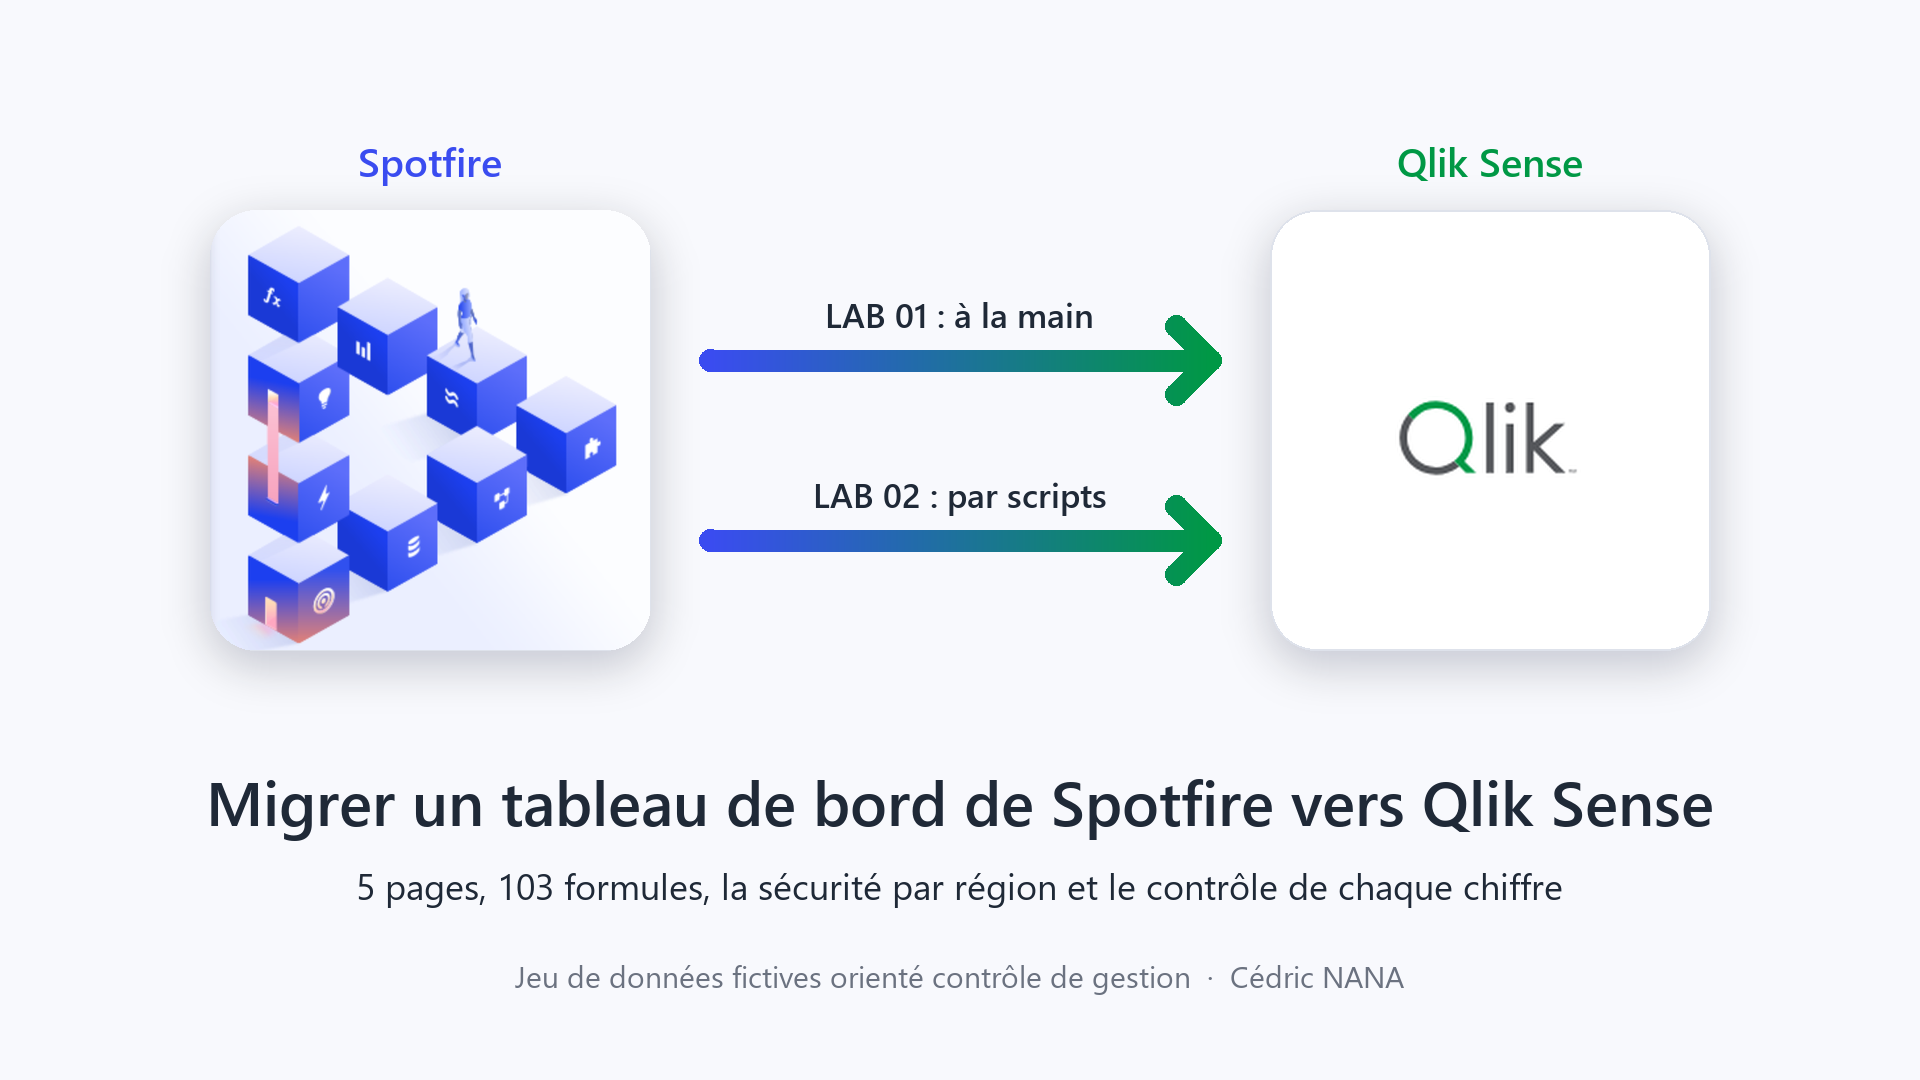 Spotfire
Qlik Sense
fx
LAB 01 : à la main
Qlik
LAB 02 : par scripts
Migrer un tableau de bord de Spotfire vers Qlik Sense
5 pages, 103 formules, la sécurité par région et le contrôle de chaque chiffre
Jeu de données fictives orienté contrôle de gestion · Cédric NANA